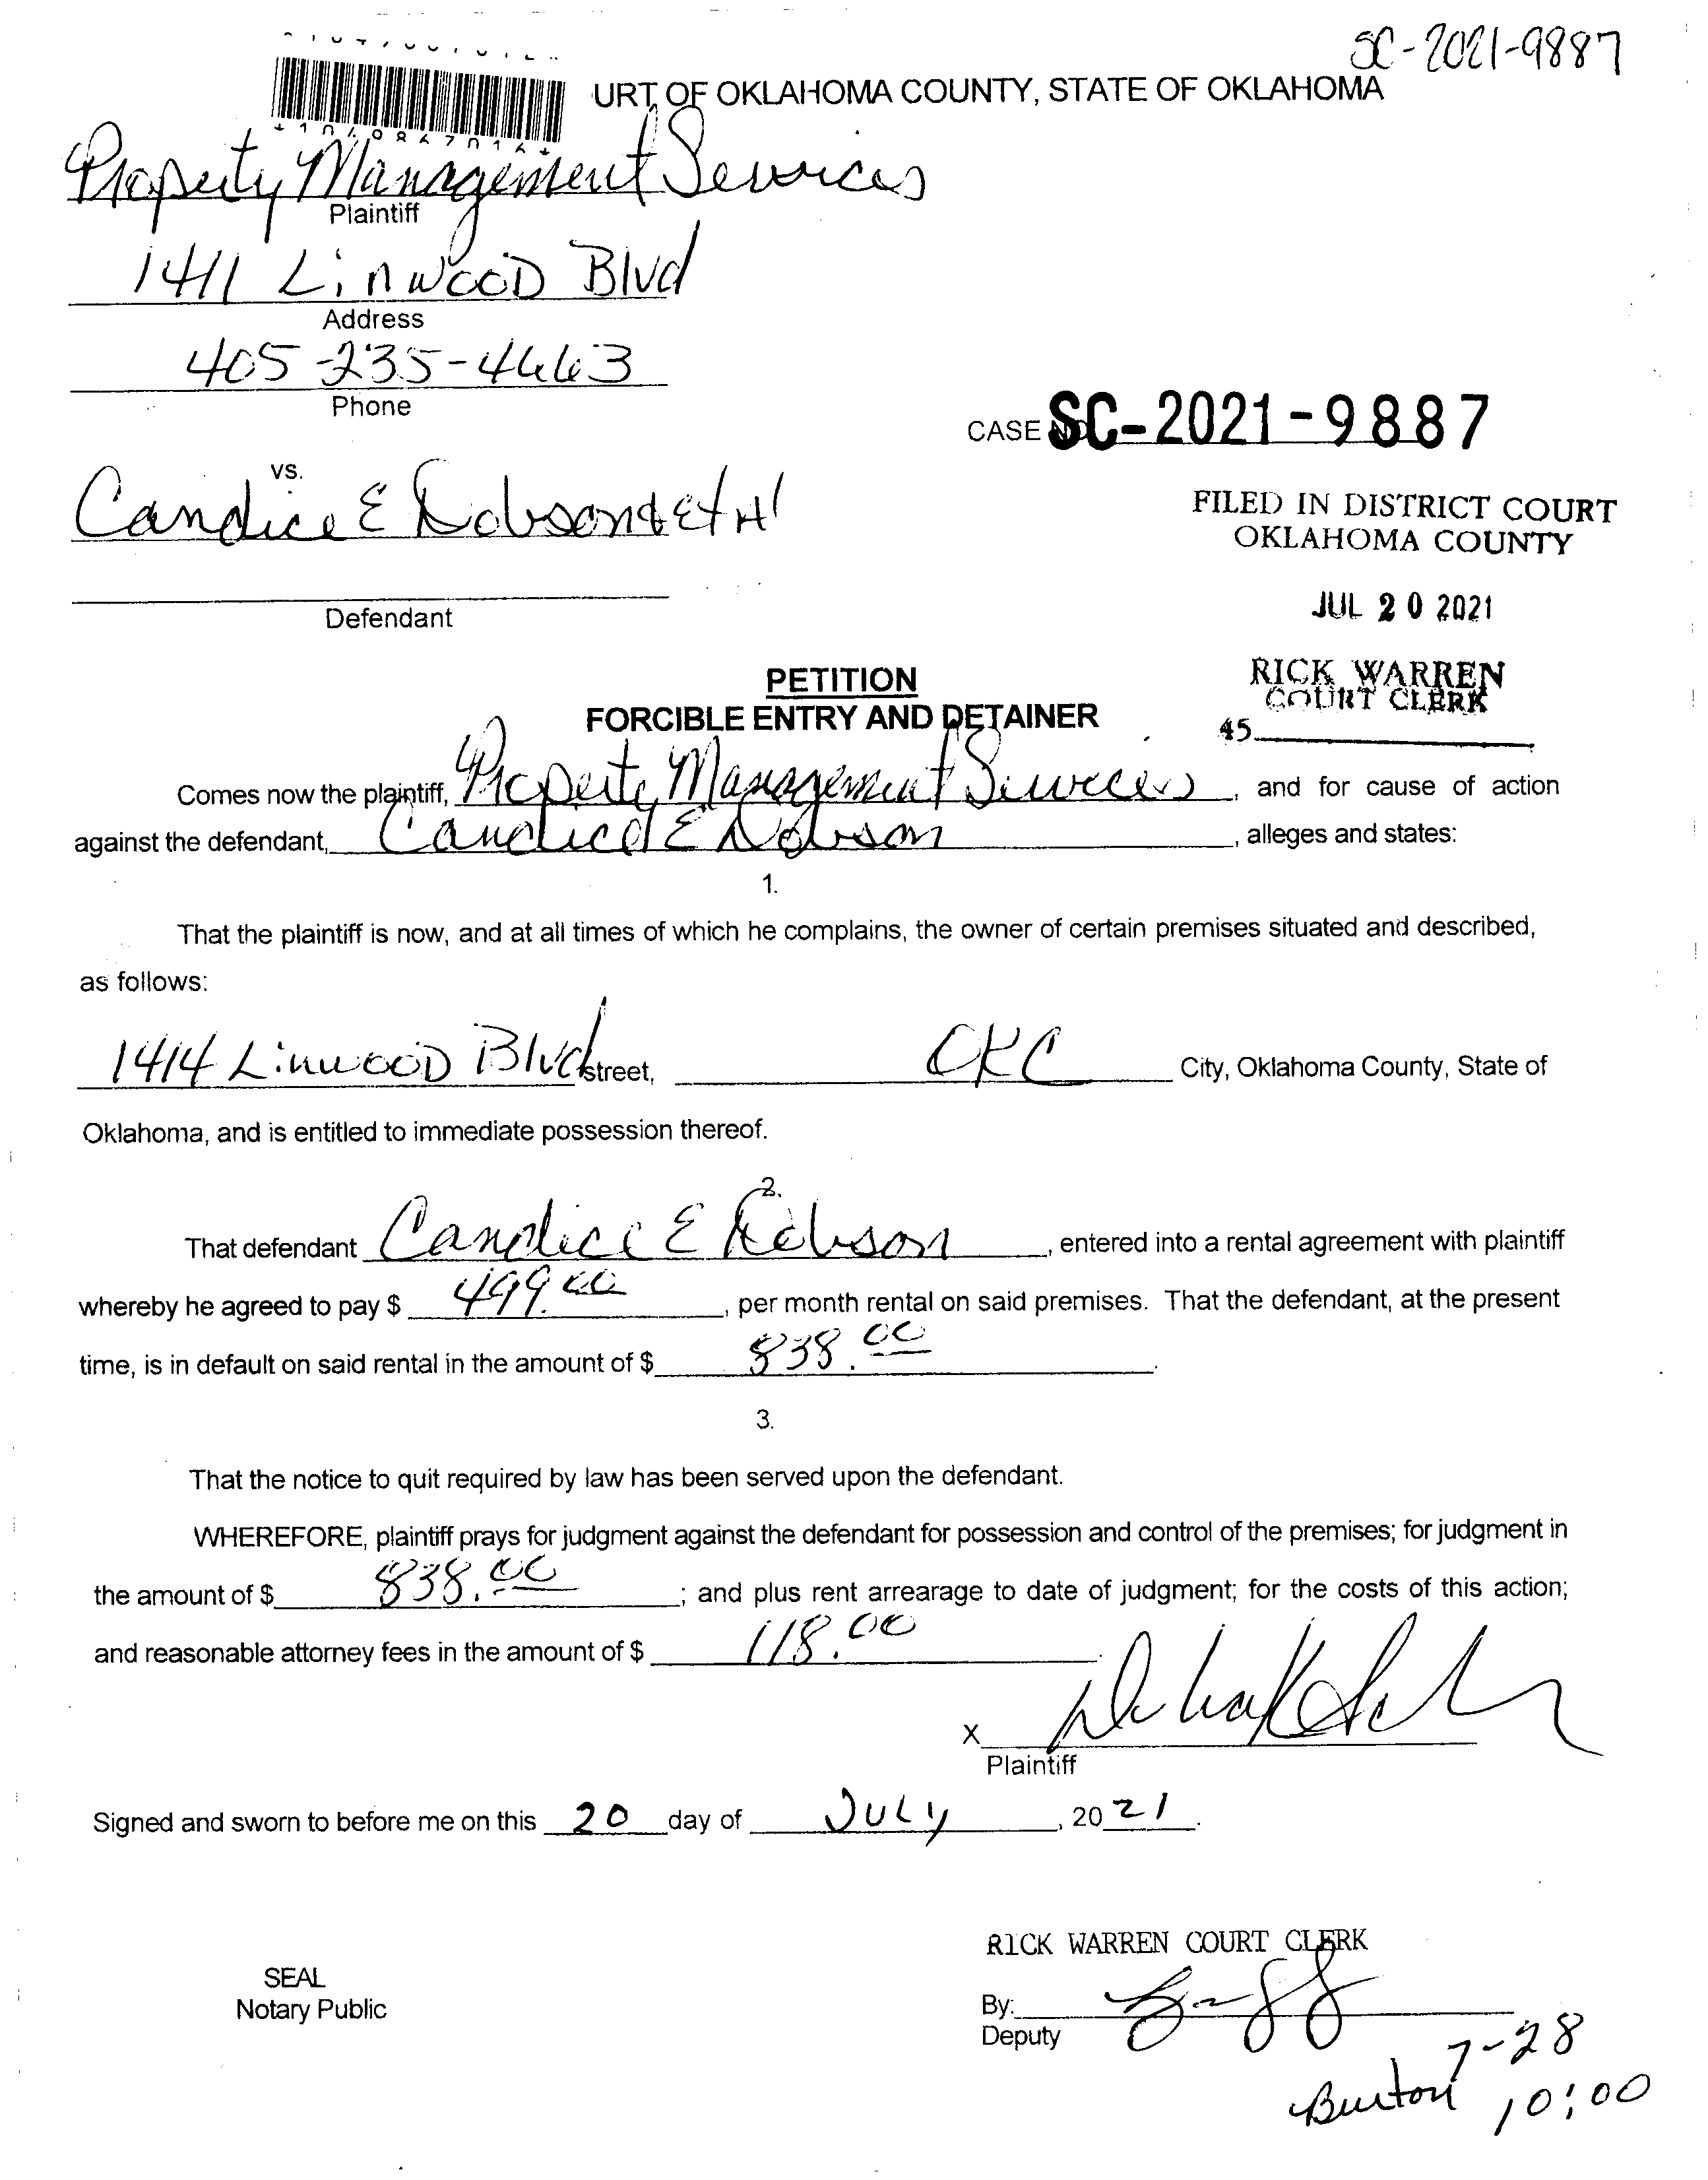 SC-2021-9887
URT OF OKLAHOMA COUNTY, STATE OF OKLAHOMA
Property Management Services
Plaintiff
1411 Linwood Blvd
Address
405-235-4663
Phone
CASE NO SC-2021-9887
vs.
Candice E Dobson & Et Al
FILED IN DISTRICT COURT
OKLAHOMA COUNTY
Defendant
JUL 20 2021
RICK WARREN
COURT CLERK
45
PETITION
FORCIBLE ENTRY AND DETAINER
Comes now the plaintiff, Property Management Services, and for cause of action
against the defendant, Candice E Dobson, alleges and states:
1.
That the plaintiff is now, and at all times of which he complains, the owner of certain premises situated and described,
as follows:
1414 Linwood Blvd street, OKC City, Oklahoma County, State of
Oklahoma, and is entitled to immediate possession thereof.
2.
That defendant Candice E Dobson, entered into a rental agreement with plaintiff
whereby he agreed to pay $ 499.00, per month rental on said premises. That the defendant, at the present
time, is in default on said rental in the amount of $ 838.00.
3.
That the notice to quit required by law has been served upon the defendant.
WHEREFORE, plaintiff prays for judgment against the defendant for possession and control of the premises; for judgment in
the amount of $ 838.00; and plus rent arrearage to date of judgment; for the costs of this action;
and reasonable attorney fees in the amount of $ 118.00.
X
Plaintiff
Signed and sworn to before me on this 20 day of JULY, 2021.
RICK WARREN COURT CLERK
SEAL
Notary Public
By:
Deputy
7-28
Burton 10:00